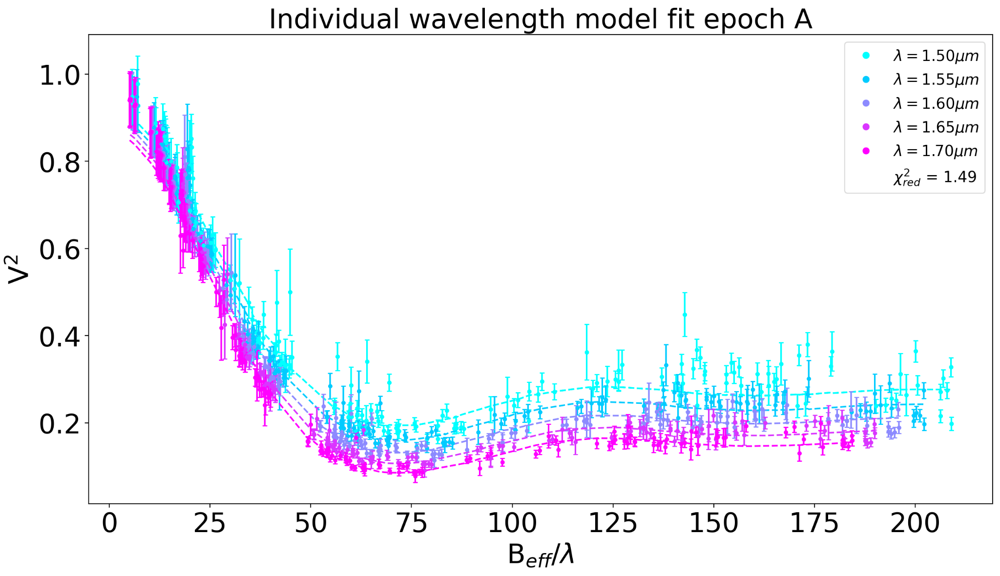 Individual wavelength model fit epoch A
V²
1.0
0.8
0.6
0.4
0.2
0 25 50 75 100 125 150 175 200
B_eff/λ
λ = 1.50μm
λ = 1.55μm
λ = 1.60μm
λ = 1.65μm
λ = 1.70μm
χ²_red = 1.49